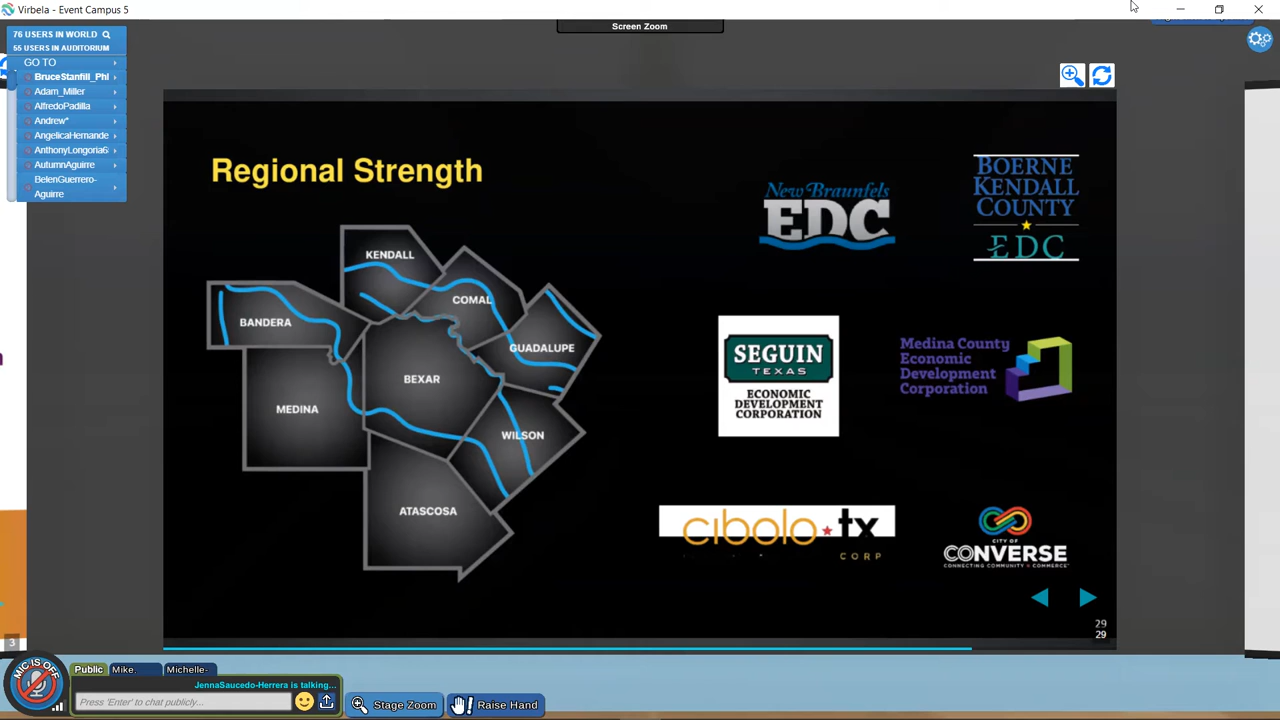 Virbela - Event Campus 5
Screen Zoom
76 USERS IN WORLD
55 USERS IN AUDITORIUM
GO TO
BruceStanfill_Phl
Adam_Miller
AlfredoPadilla
Andrew*
AngelicaHernande
AnthonyLongoria6
AutumnAguirre
BelenGuerrero-
Aguirre
Regional Strength
KENDALL
COMAL
BANDERA
GUADALUPE
BEXAR
MEDINA
WILSON
ATASCOSA
New Braunfels
EDC
BOERNE
KENDALL
COUNTY
EDC
SEGUIN
TEXAS
ECONOMIC
DEVELOPMENT
CORPORATION
Medina County
Economic
Development
Corporation
cibolo tx
CORP
CITY OF
CONVERSE
CONNECTING COMMUNITY & COMMERCE
29
29
3
MIC IS OFF
Public
Mike.
Michelle-
JennaSaucedo-Herrera is talking...
Press 'Enter' to chat publicly...
Stage Zoom
Raise Hand